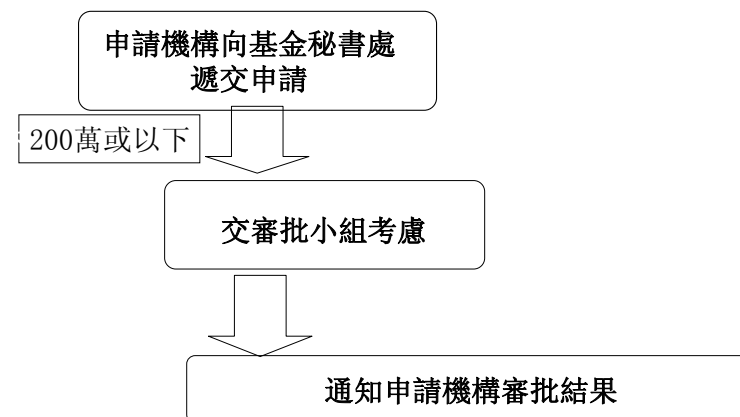 申請機構向基金秘書處
遞交申請
200萬或以下
交審批小組考慮
通知申請機構審批結果